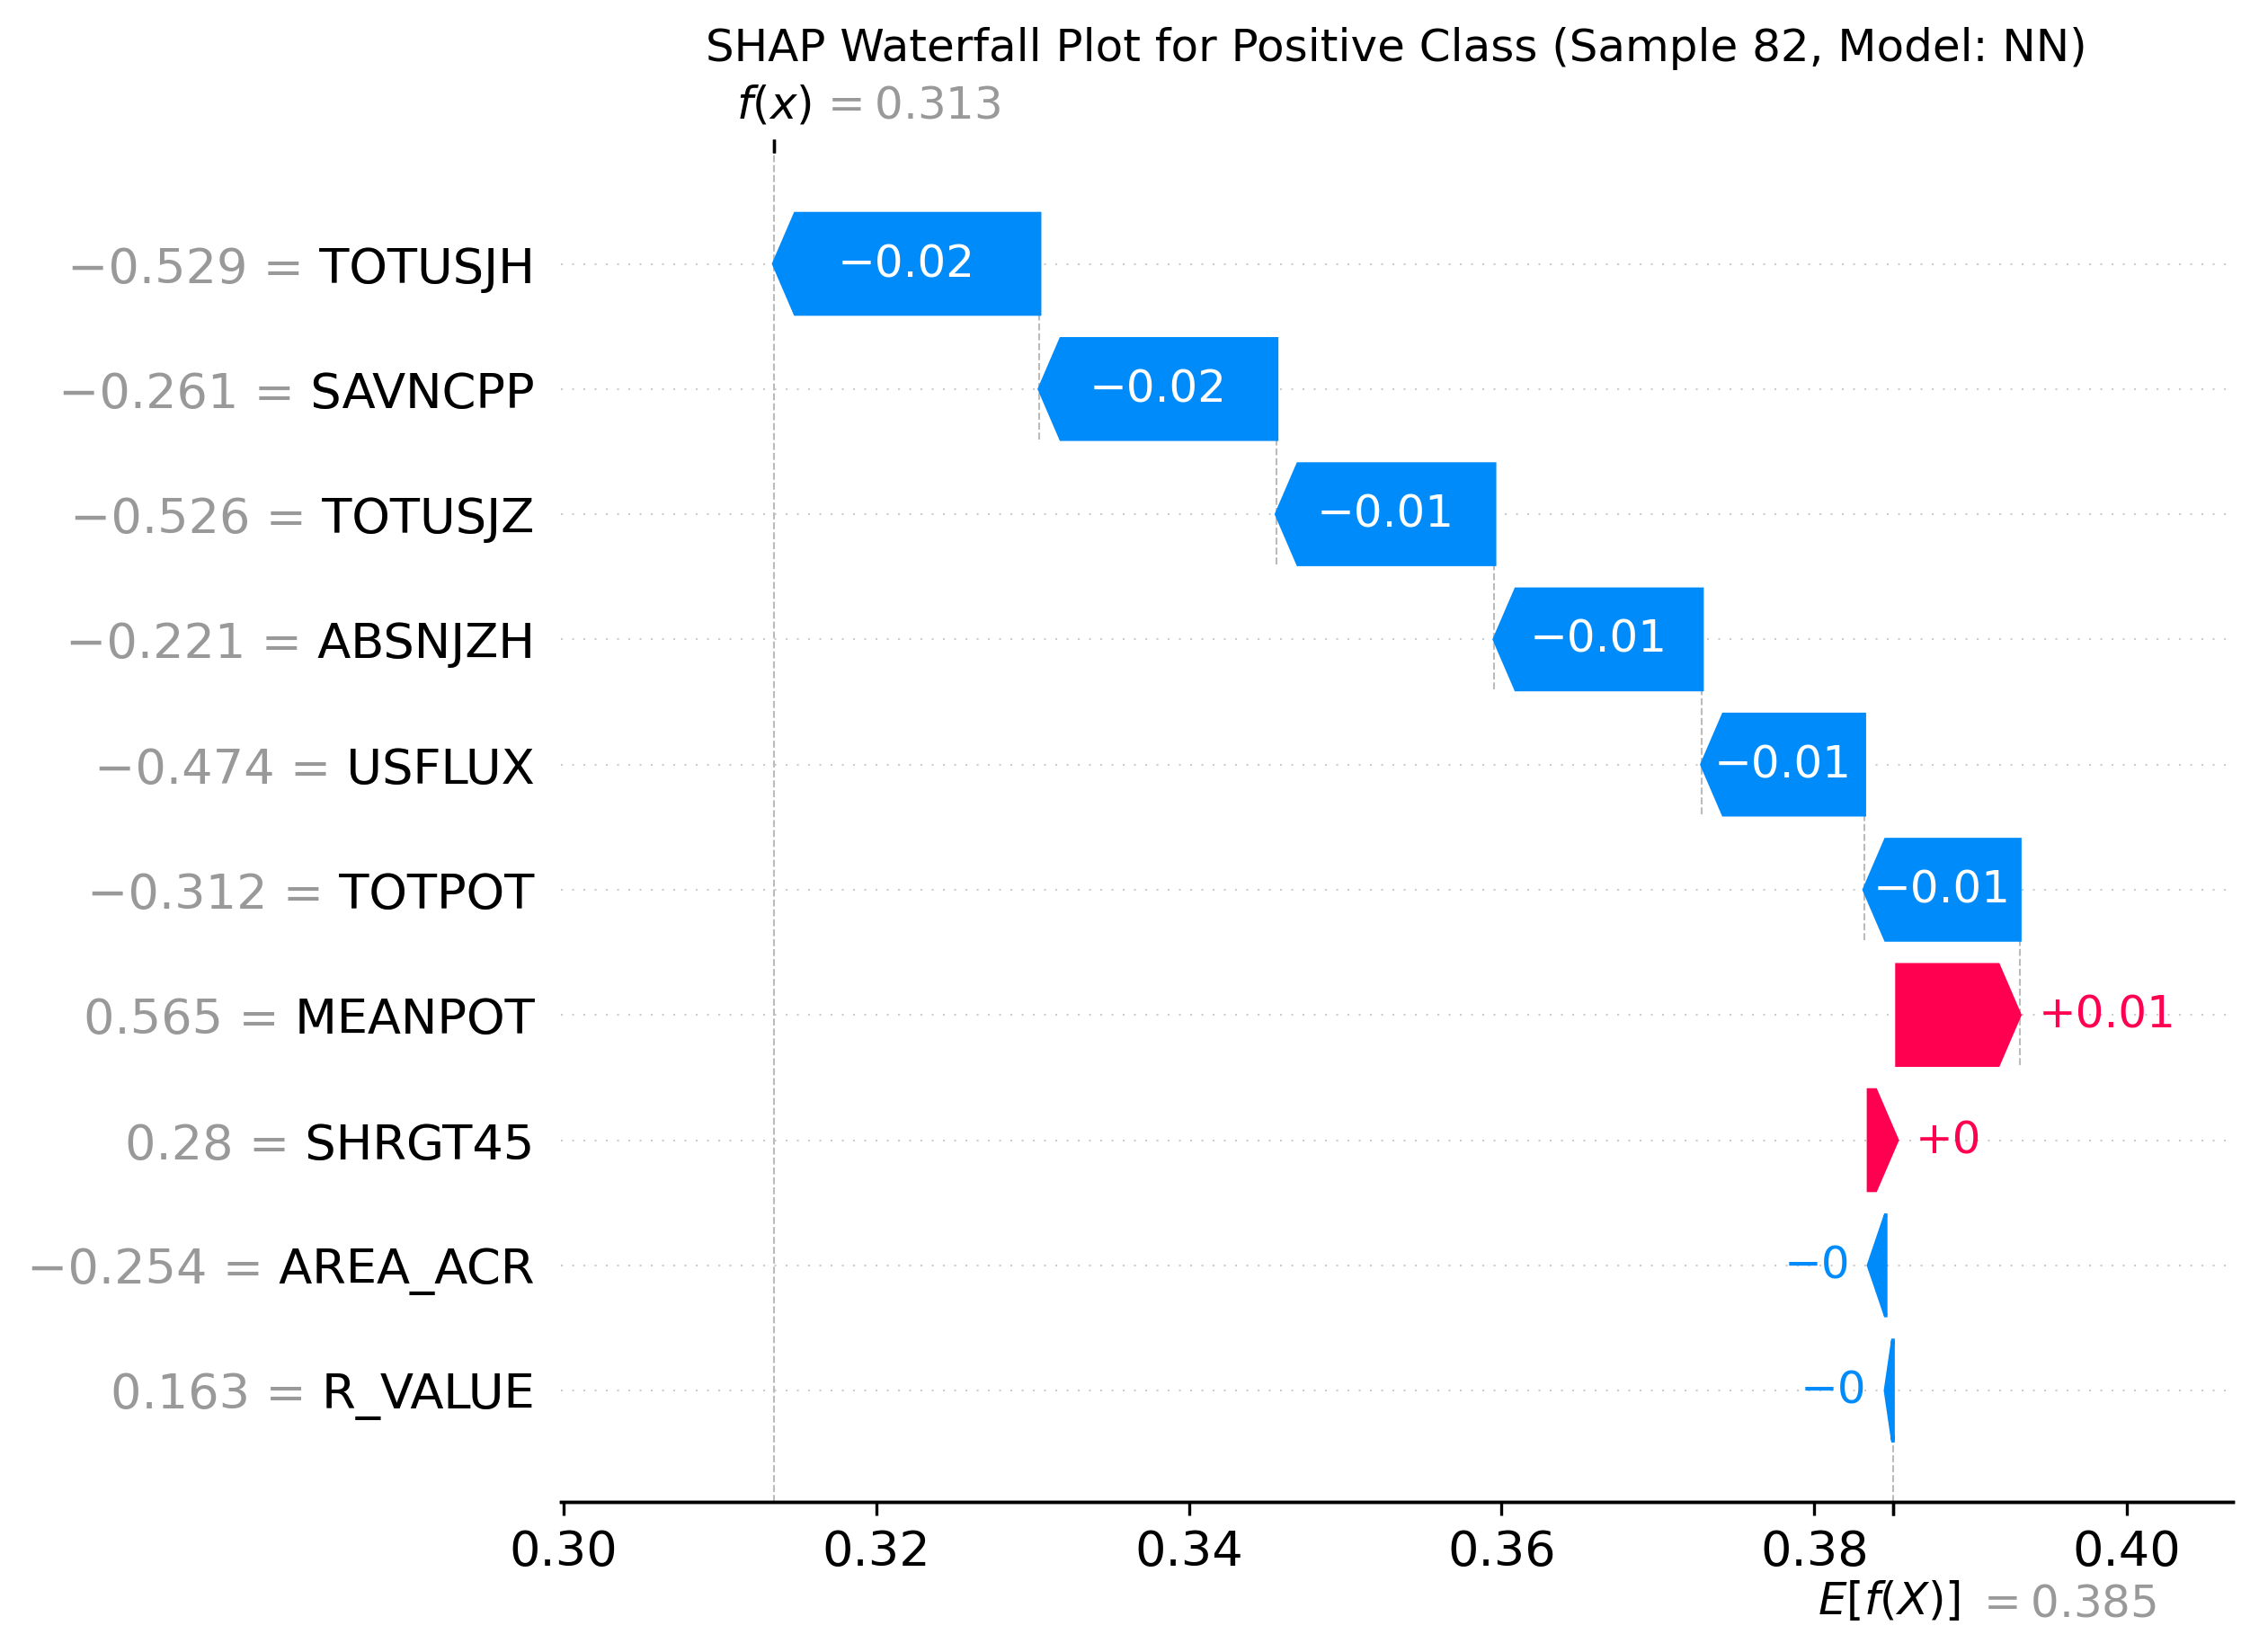 SHAP Waterfall Plot for Positive Class (Sample 82, Model: NN)
f(x) = 0.313
−0.529 = TOTUSJH −0.02
−0.261 = SAVNCPP −0.02
−0.526 = TOTUSJZ −0.01
−0.221 = ABSNJZH −0.01
−0.474 = USFLUX −0.01
−0.312 = TOTPOT −0.01
0.565 = MEANPOT +0.01
0.28 = SHRGT45 +0
−0.254 = AREA_ACR −0
0.163 = R_VALUE −0
0.30 0.32 0.34 0.36 0.38 0.40
E[f(X)] = 0.385